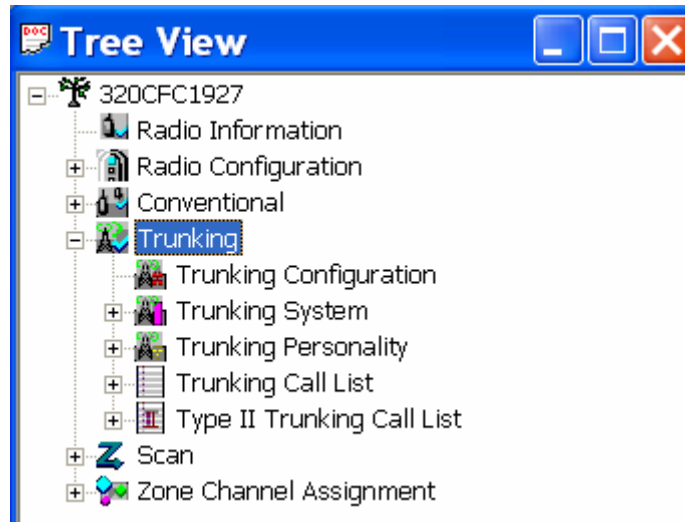 Tree View
320CFC1927
Radio Information
Radio Configuration
Conventional
Trunking
Trunking Configuration
Trunking System
Trunking Personality
Trunking Call List
Type II Trunking Call List
Scan
Zone Channel Assignment